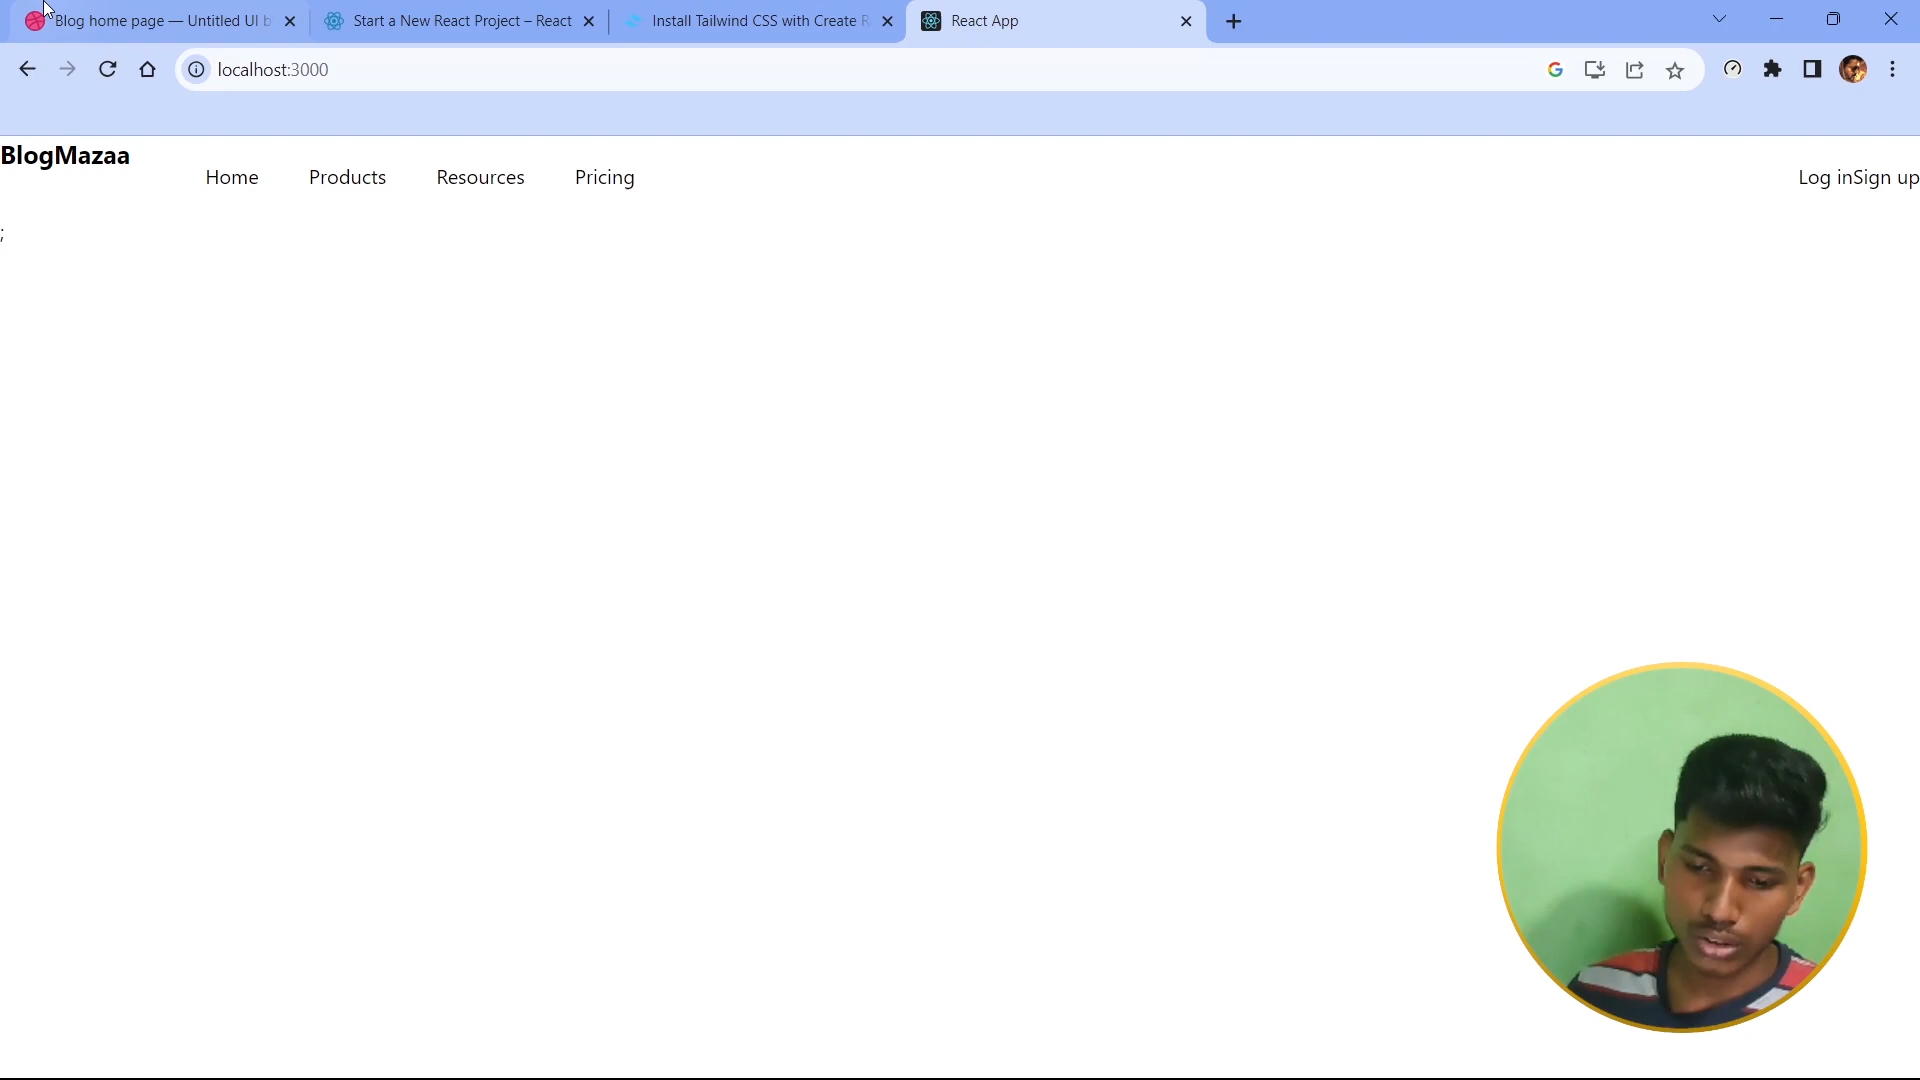 Blog home page — Untitled UI b
Start a New React Project – React
Install Tailwind CSS with Create R
React App
localhost:3000
BlogMazaa
Home
Products
Resources
Pricing
Log inSign up
;